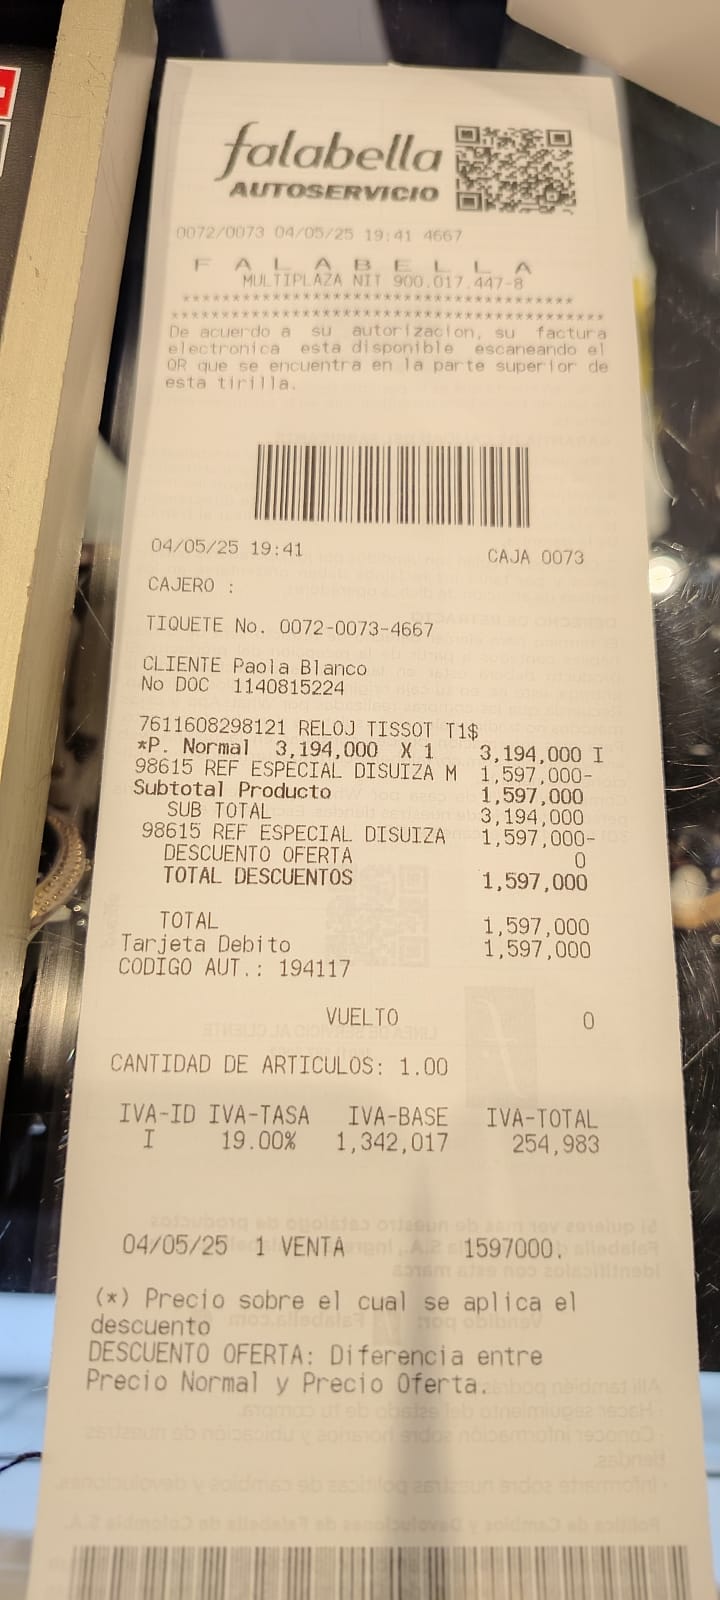 falabella
AUTOSERVICIO
0072/0073 04/05/25 19:41 4667
F A L A B E L L A
MULTIPLAZA NIT 900.017.447-8
De acuerdo a su autorizacion, su factura
electronica esta disponible escaneando el
QR que se encuentra en la parte superior de
esta tirilla.
04/05/25 19:41 CAJA 0073
CAJERO :
TIQUETE No. 0072-0073-4667
CLIENTE Paola Blanco
No DOC 1140815224
7611608298121 RELOJ TISSOT T1$
*P. Normal 3,194,000 X 1 3,194,000 I
98615 REF ESPECIAL DISUIZA M 1,597,000-
Subtotal Producto 1,597,000
SUB TOTAL 3,194,000
98615 REF ESPECIAL DISUIZA 1,597,000-
DESCUENTO OFERTA 0
TOTAL DESCUENTOS 1,597,000
TOTAL 1,597,000
Tarjeta Debito 1,597,000
CODIGO AUT.: 194117
VUELTO 0
CANTIDAD DE ARTICULOS: 1.00
IVA-ID IVA-TASA IVA-BASE IVA-TOTAL
I 19.00% 1,342,017 254,983
04/05/25 1 VENTA 1597000.
(*) Precio sobre el cual se aplica el
descuento
DESCUENTO OFERTA: Diferencia entre
Precio Normal y Precio Oferta.